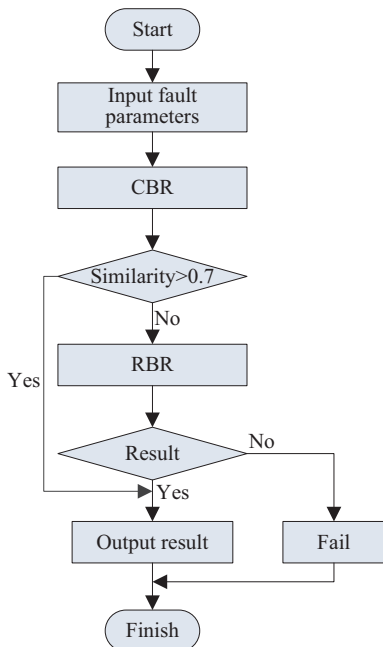 Start
Input fault
parameters
CBR
Similarity>0.7
No
Yes
RBR
Result
No
Yes
Output result
Fail
Finish